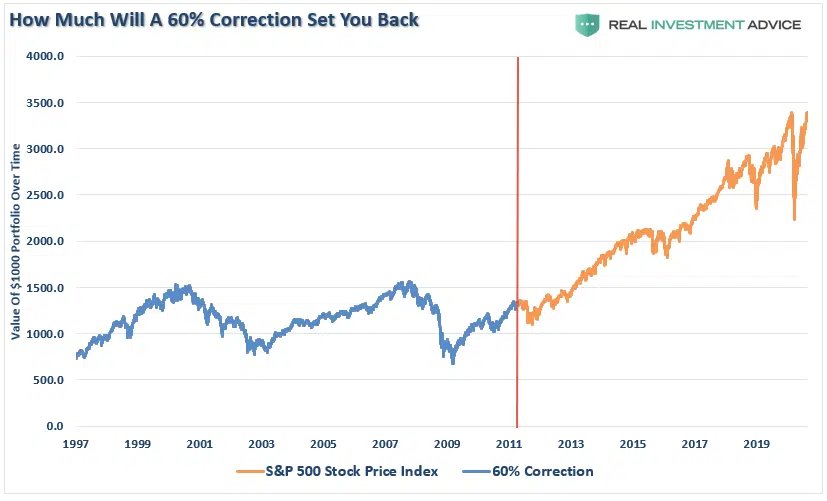 How Much Will A 60% Correction Set You Back
REAL INVESTMENT ADVICE
Value Of $1000 Portfolio Over Time
4000.0
3500.0
3000.0
2500.0
2000.0
1500.0
1000.0
500.0
0.0
1997 1999 2001 2003 2005 2007 2009 2011 2013 2015 2017 2019
S&P 500 Stock Price Index 60% Correction